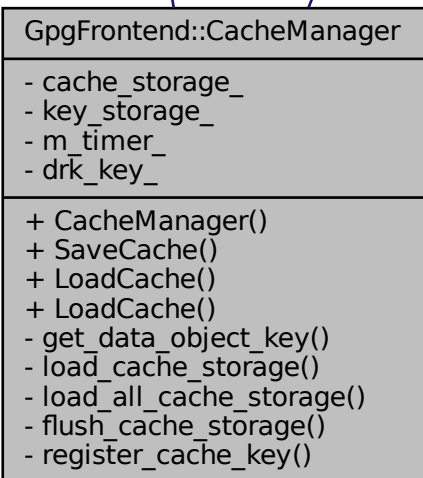 GpgFrontend::CacheManager
- cache_storage_
- key_storage_
- m_timer_
- drk_key_
+ CacheManager()
+ SaveCache()
+ LoadCache()
+ LoadCache()
- get_data_object_key()
- load_cache_storage()
- load_all_cache_storage()
- flush_cache_storage()
- register_cache_key()